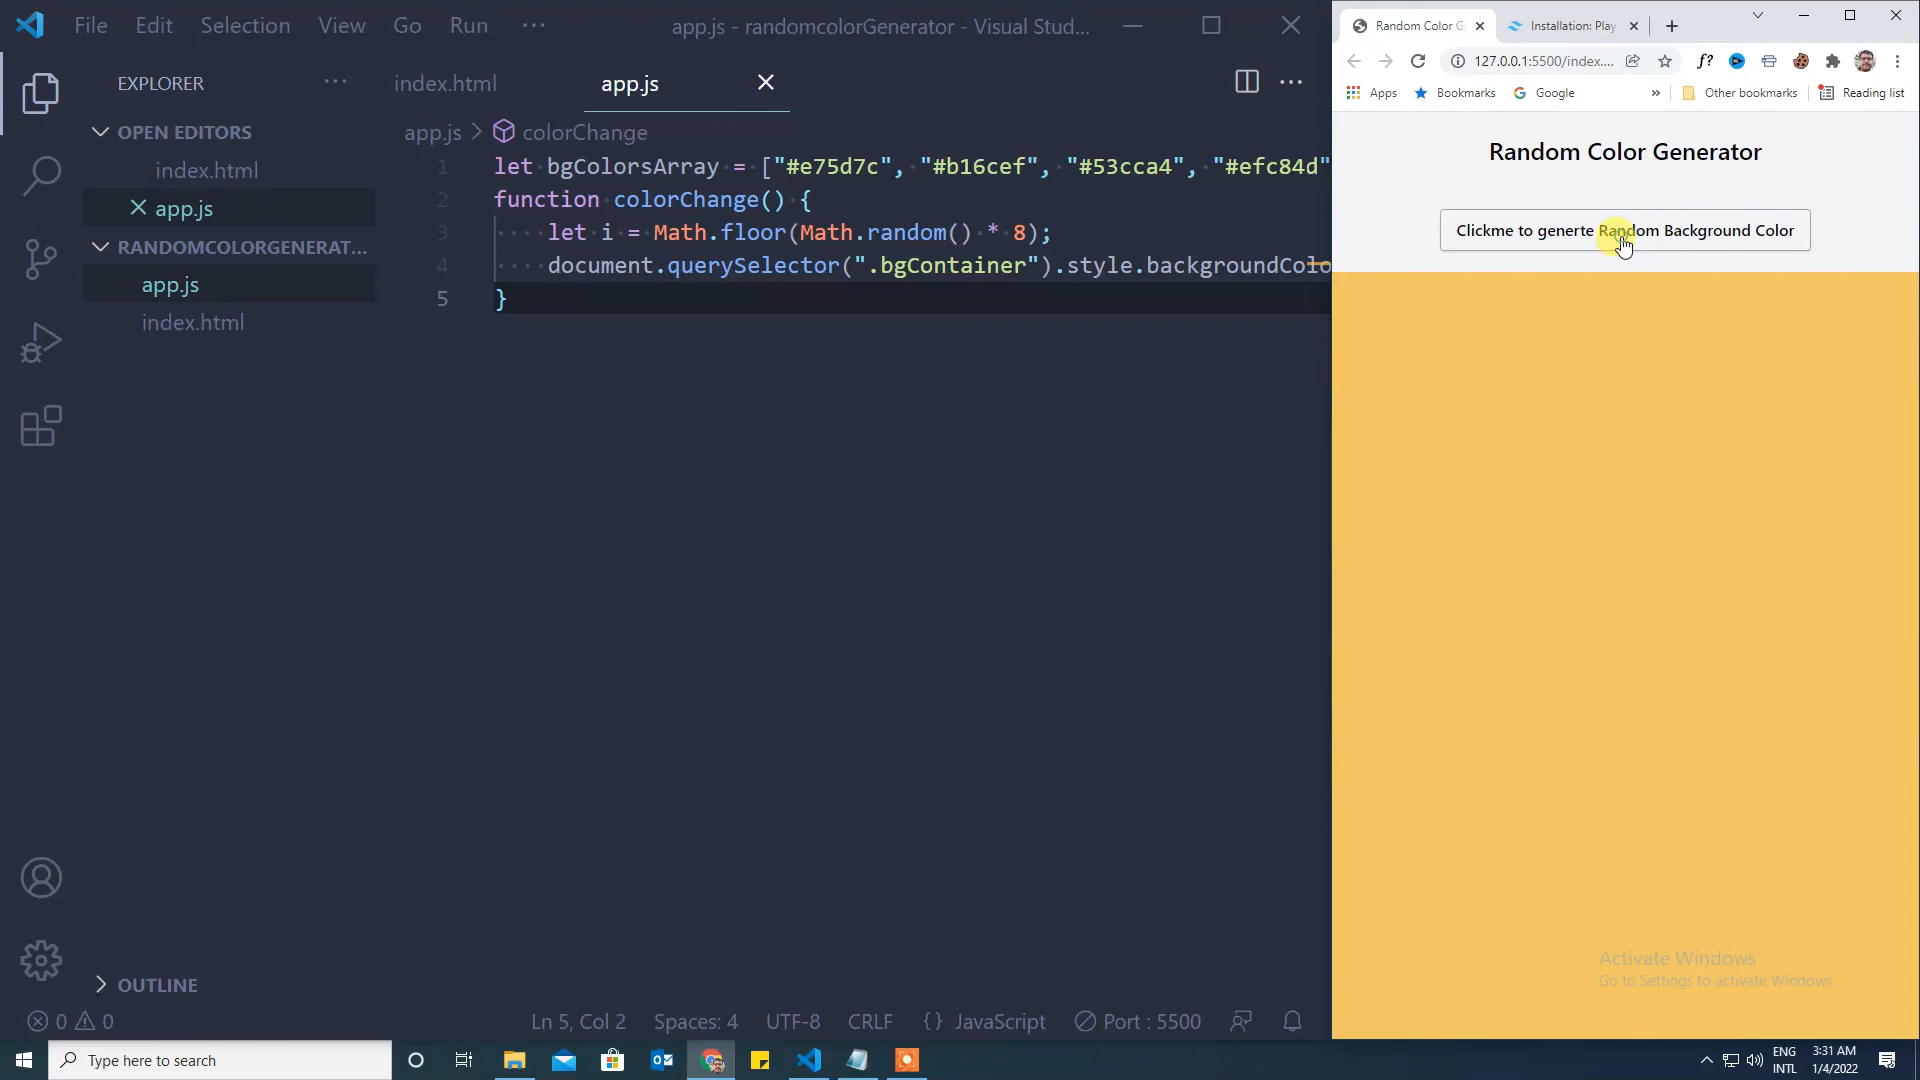 File Edit Selection View Go Run ··· app.js - randomcolorGenerator - Visual Stud...
EXPLORER ···
OPEN EDITORS
index.html
app.js
RANDOMCOLORGENERAT...
app.js
index.html
OUTLINE
index.html app.js ···
app.js > colorChange
1 let bgColorsArray = ["#e75d7c", "#b16cef", "#53cca4", "#efc84d"
2 function colorChange() {
3 let i = Math.floor(Math.random() * 8);
4 document.querySelector(".bgContainer").style.backgroundColo
5 }
0 0 Ln 5, Col 2 Spaces: 4 UTF-8 CRLF {} JavaScript Port : 5500
Random Color G Installation: Play
127.0.0.1:5500/index.... f?
Apps Bookmarks Google » Other bookmarks Reading list
Random Color Generator
Clickme to generte Random Background Color
Activate Windows
Go to Settings to activate Windows.
Type here to search
ENG
INTL
3:31 AM
1/4/2022